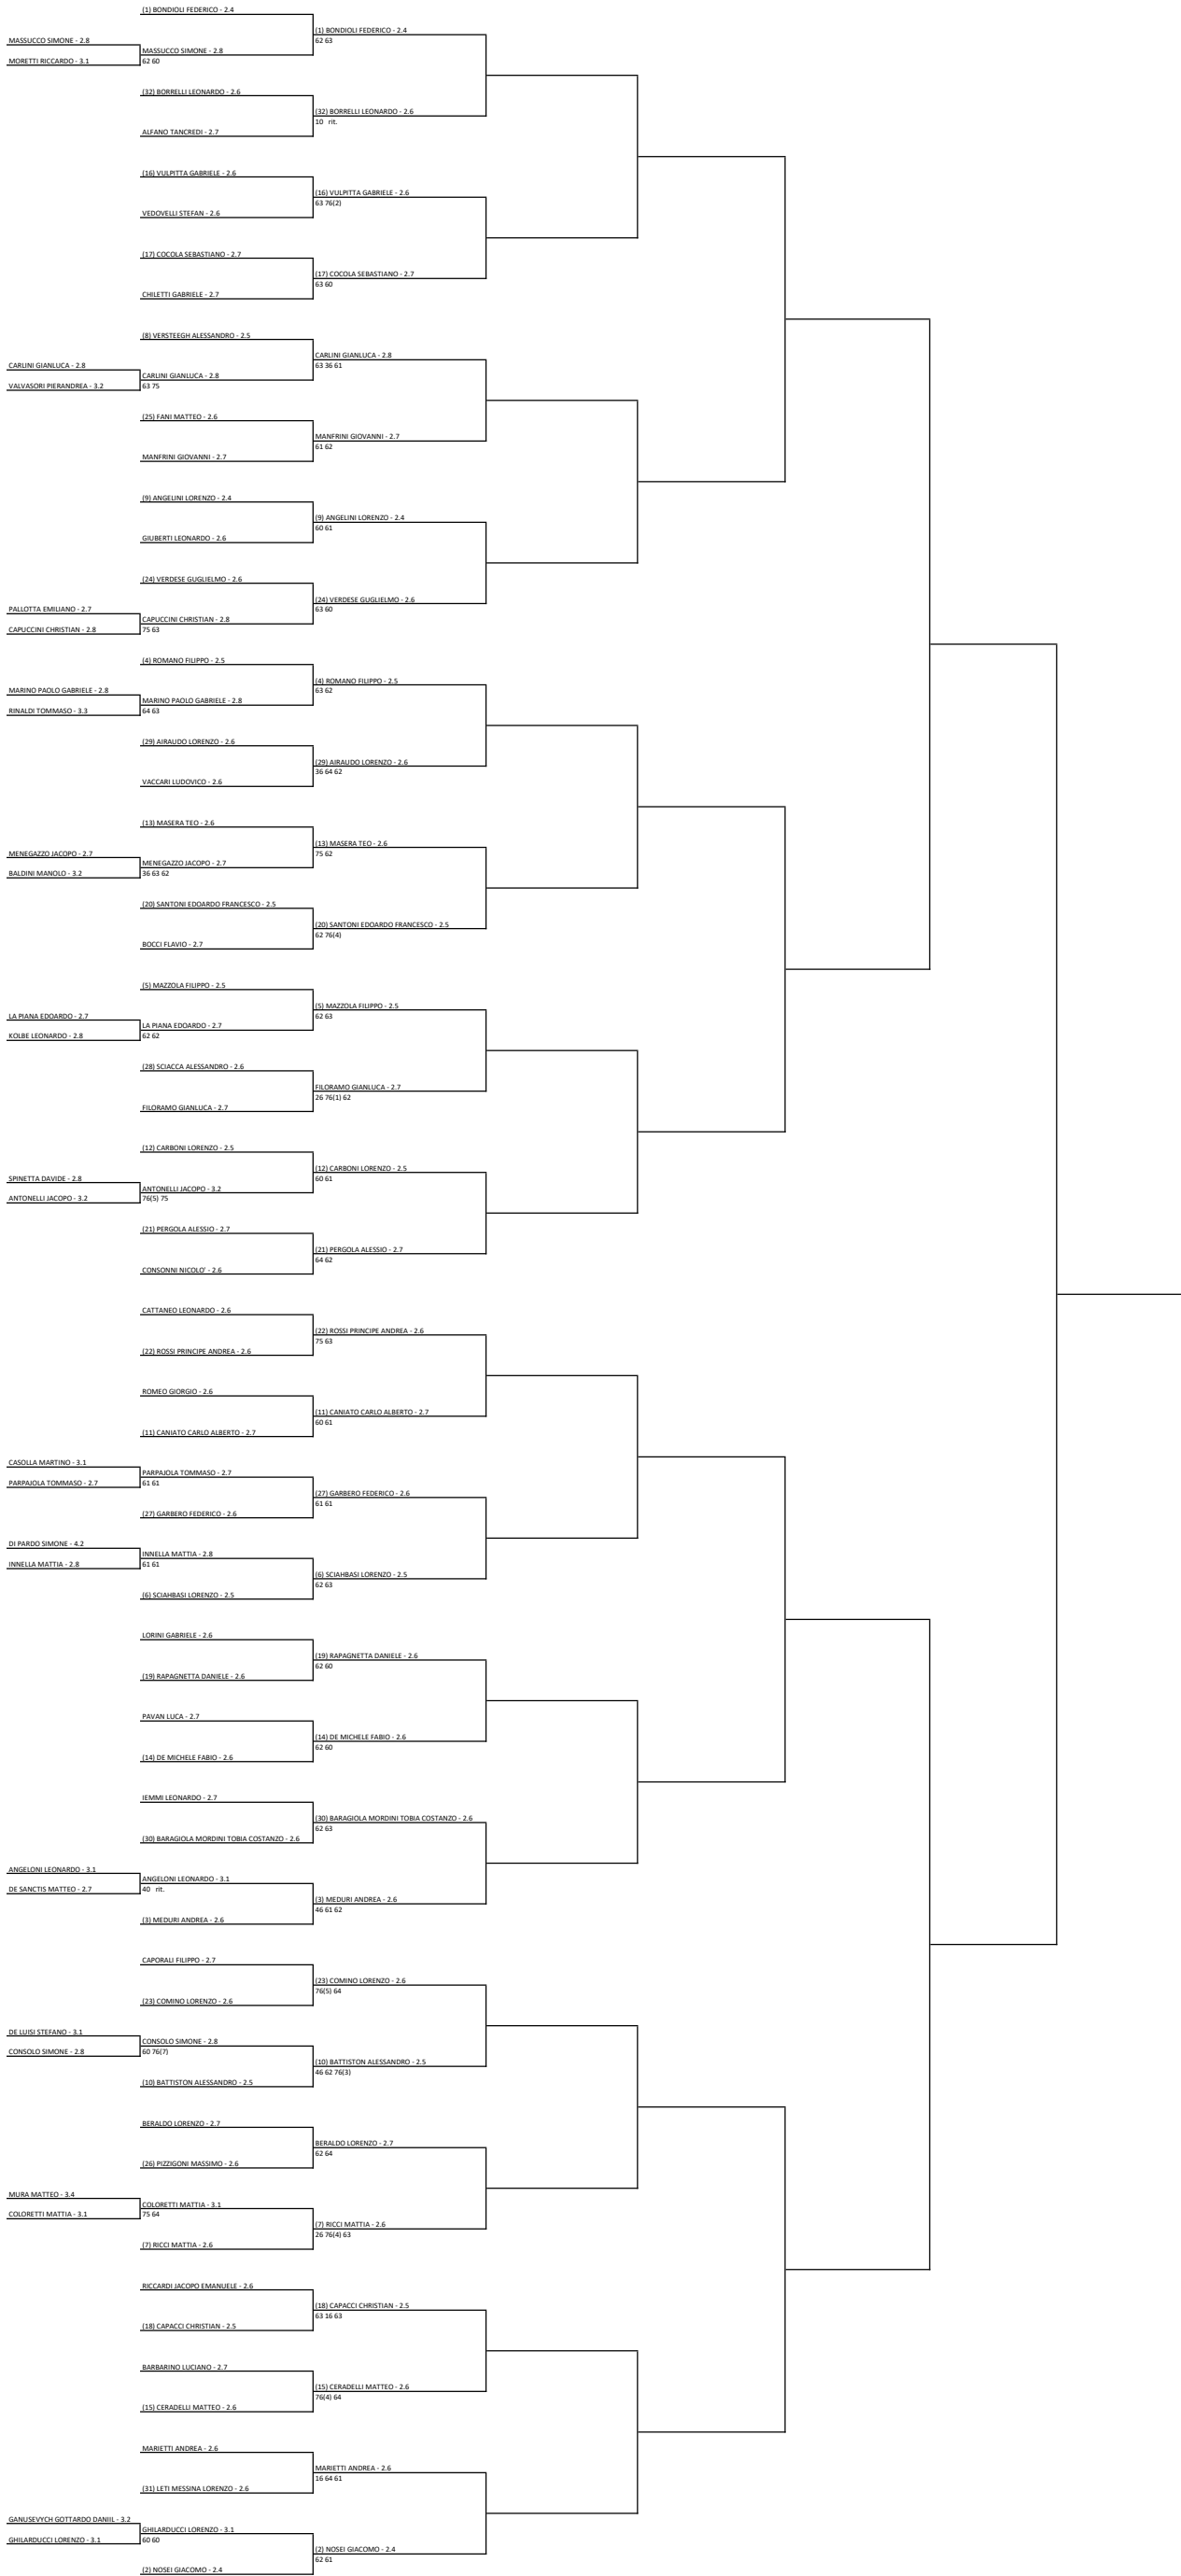 (1) BONDIOLI FEDERICO - 2.4
(1) BONDIOLI FEDERICO - 2.4
62 63
MASSUCCO SIMONE - 2.8
MASSUCCO SIMONE - 2.8
62 60
MORETTI RICCARDO - 3.1
(32) BORRELLI LEONARDO - 2.6
(32) BORRELLI LEONARDO - 2.6
10 rit.
ALFANO TANCREDI - 2.7
(16) VULPITTA GABRIELE - 2.6
(16) VULPITTA GABRIELE - 2.6
63 76(2)
VEDOVELLI STEFAN - 2.6
(17) COCOLA SEBASTIANO - 2.7
(17) COCOLA SEBASTIANO - 2.7
63 60
CHILETTI GABRIELE - 2.7
(8) VERSTEEGH ALESSANDRO - 2.5
CARLINI GIANLUCA - 2.8
63 36 61
CARLINI GIANLUCA - 2.8
CARLINI GIANLUCA - 2.8
63 75
VALVASORI PIERANDREA - 3.2
(25) FANI MATTEO - 2.6
MANFRINI GIOVANNI - 2.7
61 62
MANFRINI GIOVANNI - 2.7
(9) ANGELINI LORENZO - 2.4
(9) ANGELINI LORENZO - 2.4
60 61
GIUBERTI LEONARDO - 2.6
(24) VERDESE GUGLIELMO - 2.6
(24) VERDESE GUGLIELMO - 2.6
63 60
PALLOTTA EMILIANO - 2.7
CAPUCCINI CHRISTIAN - 2.8
75 63
CAPUCCINI CHRISTIAN - 2.8
(4) ROMANO FILIPPO - 2.5
(4) ROMANO FILIPPO - 2.5
63 62
MARINO PAOLO GABRIELE - 2.8
MARINO PAOLO GABRIELE - 2.8
64 63
RINALDI TOMMASO - 3.3
(29) AIRAUDO LORENZO - 2.6
(29) AIRAUDO LORENZO - 2.6
36 64 62
VACCARI LUDOVICO - 2.6
(13) MASERA TEO - 2.6
(13) MASERA TEO - 2.6
75 62
MENEGAZZO JACOPO - 2.7
MENEGAZZO JACOPO - 2.7
36 63 62
BALDINI MANOLO - 3.2
(20) SANTONI EDOARDO FRANCESCO - 2.5
(20) SANTONI EDOARDO FRANCESCO - 2.5
62 76(4)
BOCCI FLAVIO - 2.7
(5) MAZZOLA FILIPPO - 2.5
(5) MAZZOLA FILIPPO - 2.5
62 63
LA PIANA EDOARDO - 2.7
LA PIANA EDOARDO - 2.7
62 62
KOLBE LEONARDO - 2.8
(28) SCIACCA ALESSANDRO - 2.6
FILORAMO GIANLUCA - 2.7
26 76(1) 62
FILORAMO GIANLUCA - 2.7
(12) CARBONI LORENZO - 2.5
(12) CARBONI LORENZO - 2.5
60 61
SPINETTA DAVIDE - 2.8
ANTONELLI JACOPO - 3.2
76(5) 75
ANTONELLI JACOPO - 3.2
(21) PERGOLA ALESSIO - 2.7
(21) PERGOLA ALESSIO - 2.7
64 62
CONSONNI NICOLO' - 2.6
CATTANEO LEONARDO - 2.6
(22) ROSSI PRINCIPE ANDREA - 2.6
75 63
(22) ROSSI PRINCIPE ANDREA - 2.6
ROMEO GIORGIO - 2.6
(11) CANIATO CARLO ALBERTO - 2.7
60 61
(11) CANIATO CARLO ALBERTO - 2.7
CASOLLA MARTINO - 3.1
PARPAJOLA TOMMASO - 2.7
61 61
PARPAJOLA TOMMASO - 2.7
(27) GARBERO FEDERICO - 2.6
61 61
(27) GARBERO FEDERICO - 2.6
DI PARDO SIMONE - 4.2
INNELLA MATTIA - 2.8
61 61
INNELLA MATTIA - 2.8
(6) SCIAHBASI LORENZO - 2.5
62 63
(6) SCIAHBASI LORENZO - 2.5
LORINI GABRIELE - 2.6
(19) RAPAGNETTA DANIELE - 2.6
62 60
(19) RAPAGNETTA DANIELE - 2.6
PAVAN LUCA - 2.7
(14) DE MICHELE FABIO - 2.6
62 60
(14) DE MICHELE FABIO - 2.6
IEMMI LEONARDO - 2.7
(30) BARAGIOLA MORDINI TOBIA COSTANZO - 2.6
62 63
(30) BARAGIOLA MORDINI TOBIA COSTANZO - 2.6
ANGELONI LEONARDO - 3.1
ANGELONI LEONARDO - 3.1
40 rit.
DE SANCTIS MATTEO - 2.7
(3) MEDURI ANDREA - 2.6
46 61 62
(3) MEDURI ANDREA - 2.6
CAPORALI FILIPPO - 2.7
(23) COMINO LORENZO - 2.6
76(5) 64
(23) COMINO LORENZO - 2.6
DE LUISI STEFANO - 3.1
CONSOLO SIMONE - 2.8
60 76(7)
CONSOLO SIMONE - 2.8
(10) BATTISTON ALESSANDRO - 2.5
46 62 76(3)
(10) BATTISTON ALESSANDRO - 2.5
BERALDO LORENZO - 2.7
BERALDO LORENZO - 2.7
62 64
(26) PIZZIGONI MASSIMO - 2.6
MURA MATTEO - 3.4
COLORETTI MATTIA - 3.1
75 64
COLORETTI MATTIA - 3.1
(7) RICCI MATTIA - 2.6
26 76(4) 63
(7) RICCI MATTIA - 2.6
RICCARDI JACOPO EMANUELE - 2.6
(18) CAPACCI CHRISTIAN - 2.5
63 16 63
(18) CAPACCI CHRISTIAN - 2.5
BARBARINO LUCIANO - 2.7
(15) CERADELLI MATTEO - 2.6
76(4) 64
(15) CERADELLI MATTEO - 2.6
MARIETTI ANDREA - 2.6
MARIETTI ANDREA - 2.6
16 64 61
(31) LETI MESSINA LORENZO - 2.6
GANUSEVYCH GOTTARDO DANIIL - 3.2
GHILARDUCCI LORENZO - 3.1
60 60
GHILARDUCCI LORENZO - 3.1
(2) NOSEI GIACOMO - 2.4
62 61
(2) NOSEI GIACOMO - 2.4